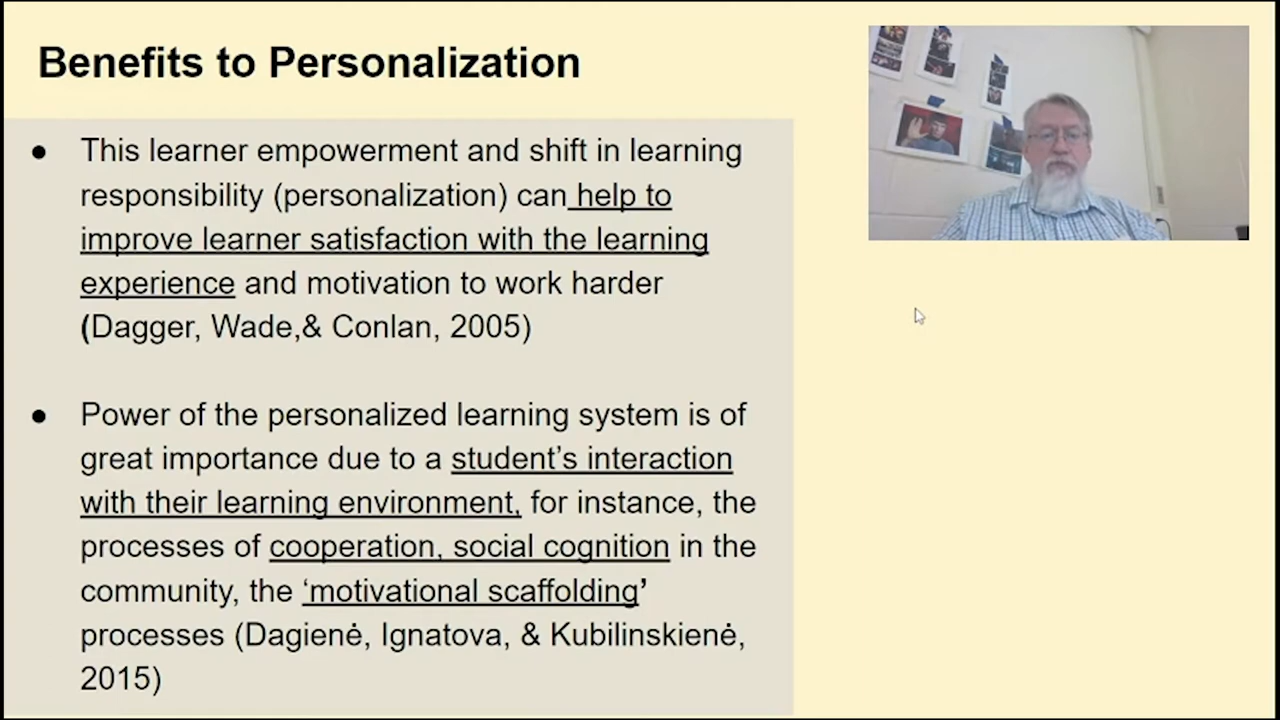 Benefits to Personalization
● This learner empowerment and shift in learning
responsibility (personalization) can help to
improve learner satisfaction with the learning
experience and motivation to work harder
(Dagger, Wade,& Conlan, 2005)
● Power of the personalized learning system is of
great importance due to a student’s interaction
with their learning environment, for instance, the
processes of cooperation, social cognition in the
community, the ‘motivational scaffolding’
processes (Dagienė, Ignatova, & Kubilinskienė,
2015)